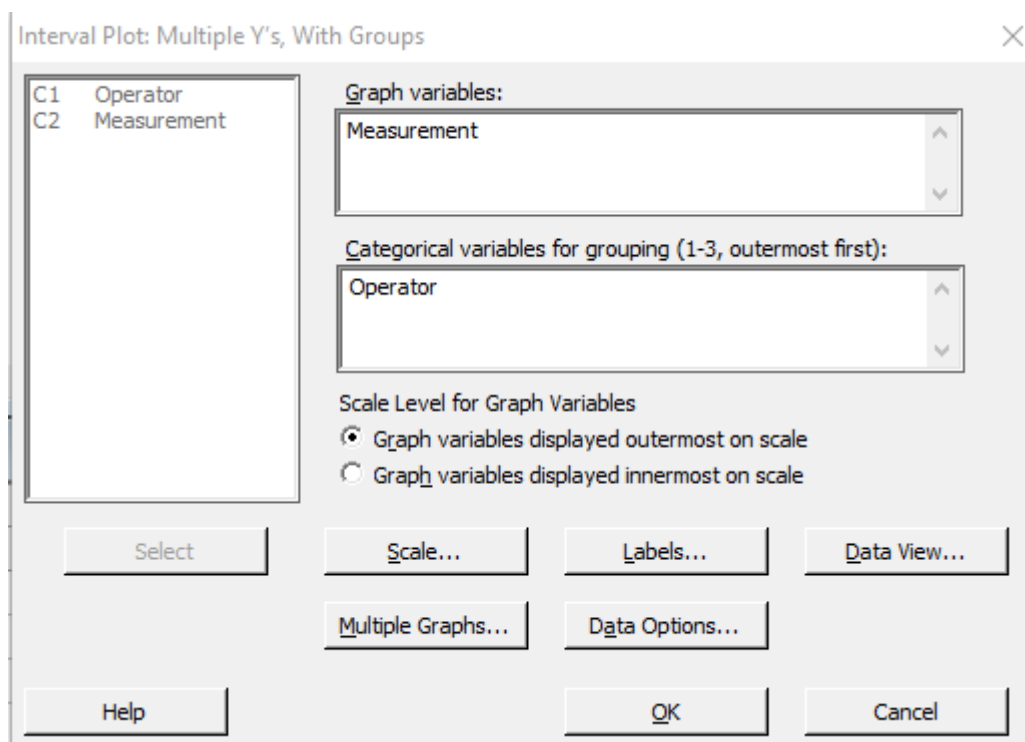 Interval Plot: Multiple Y's, With Groups
C1 Operator
C2 Measurement
Graph variables:
Measurement
Categorical variables for grouping (1-3, outermost first):
Operator
Scale Level for Graph Variables
Graph variables displayed outermost on scale
Graph variables displayed innermost on scale
Select Scale... Labels... Data View...
Multiple Graphs... Data Options...
Help OK Cancel